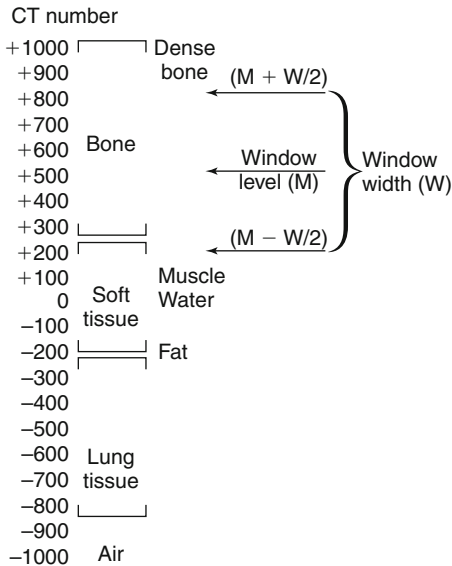 CT number
+1000 Dense
+900 bone
+800 (M + W/2)
+700
+600 Bone
+500 Window level (M) Window width (W)
+400
+300
+200 (M − W/2)
+100 Muscle
0 Soft Water
–100 tissue
–200 Fat
–300
–400
–500
–600 Lung
–700 tissue
–800
–900
–1000 Air